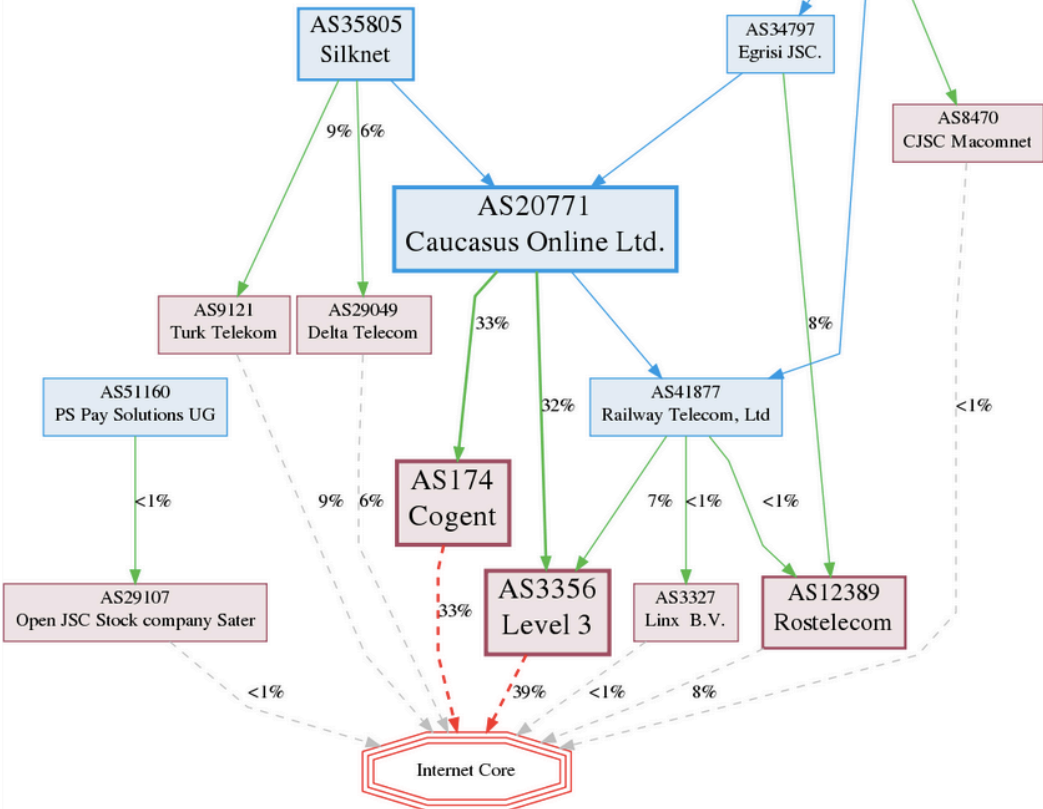 AS35805
Silknet
AS34797
Egrisi JSC.
AS8470
CJSC Macomnet
9%
6%
AS20771
Caucasus Online Ltd.
AS9121
Turk Telekom
AS29049
Delta Telecom
33%
8%
AS51160
PS Pay Solutions UG
AS41877
Railway Telecom, Ltd
32%
<1%
AS174
Cogent
<1%
9%
6%
7%
<1%
<1%
AS29107
Open JSC Stock company Sater
33%
AS3356
Level 3
AS3327
Linx B.V.
AS12389
Rostelecom
<1%
39%
<1%
8%
Internet Core